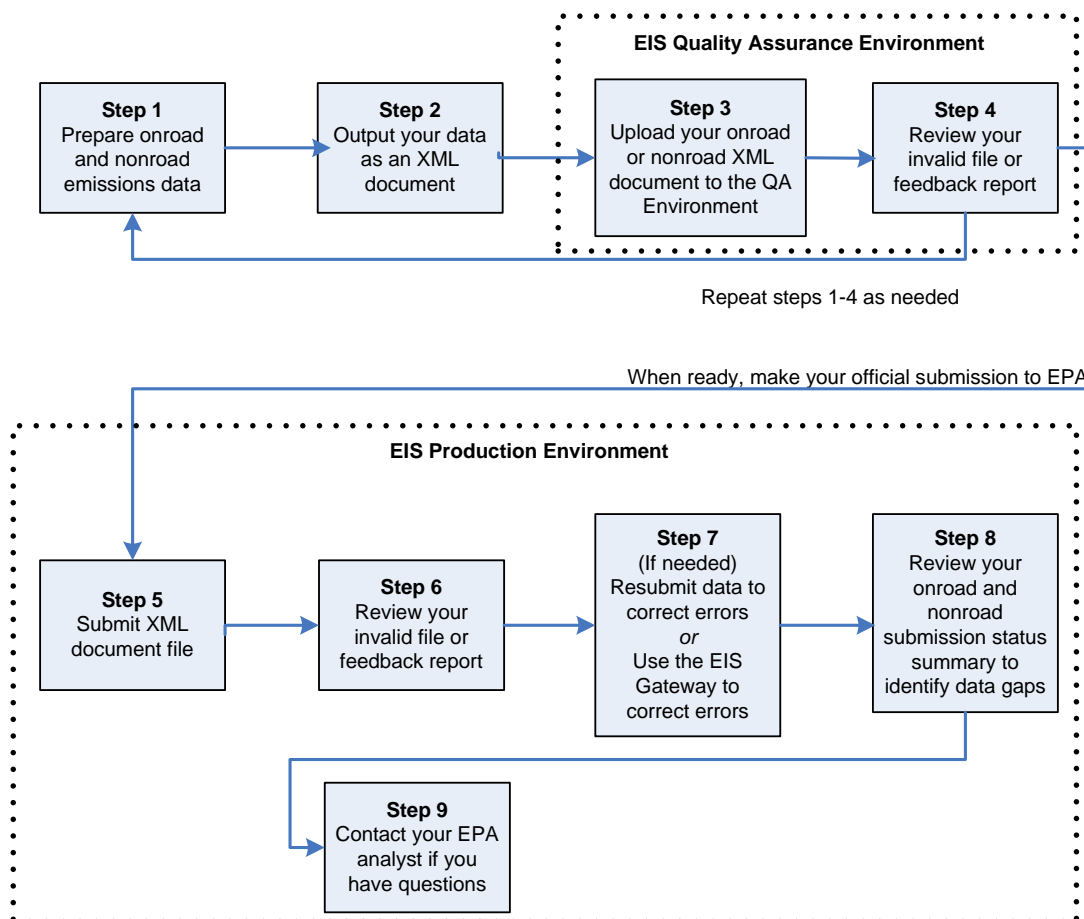 EIS Quality Assurance Environment
Step 1
Prepare onroad
and nonroad
emissions data
Step 2
Output your data
as an XML
document
Step 3
Upload your onroad
or nonroad XML
document to the QA
Environment
Step 4
Review your
invalid file or
feedback report
Repeat steps 1-4 as needed
When ready, make your official submission to EPA
EIS Production Environment
Step 5
Submit XML
document file
Step 6
Review your
invalid file or
feedback report
Step 7
(If needed)
Resubmit data to
correct errors
or
Use the EIS
Gateway to
correct errors
Step 8
Review your
onroad and
nonroad
submission status
summary to
identify data gaps
Step 9
Contact your EPA
analyst if you
have questions